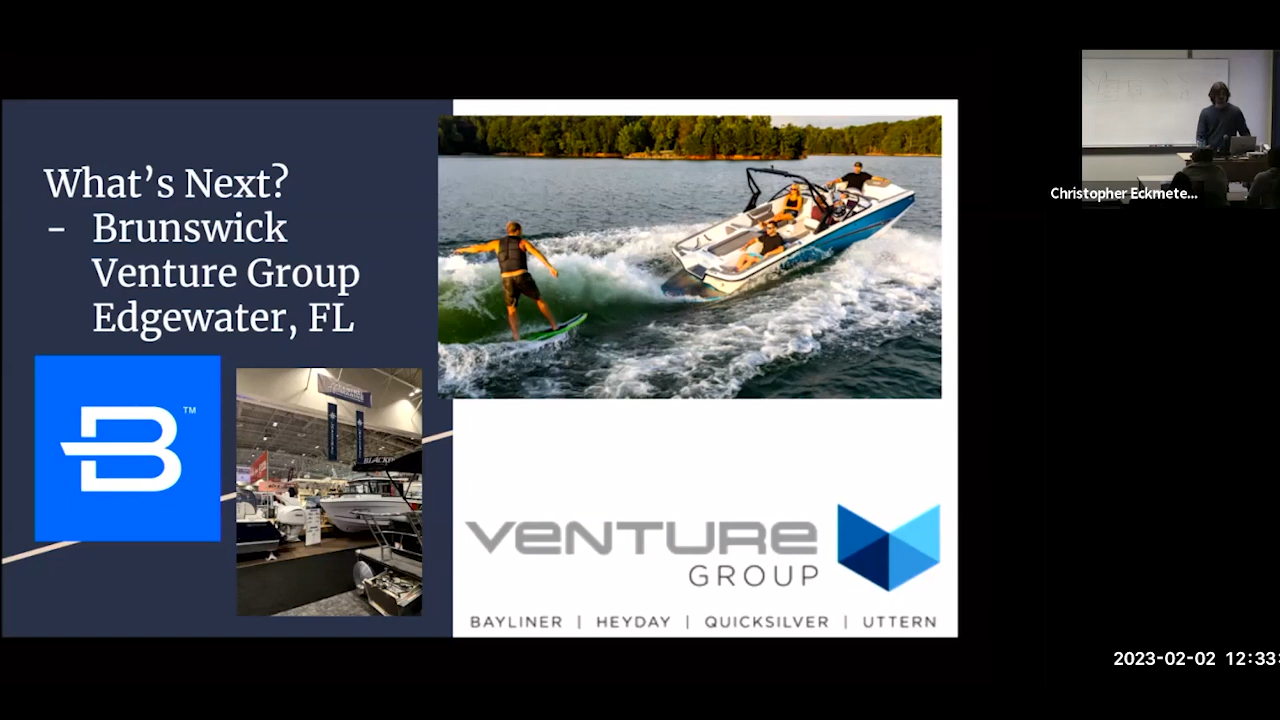 What's Next?
- Brunswick
Venture Group
Edgewater, FL
B™
VENTURE
GROUP
BAYLINER | HEYDAY | QUICKSILVER | UTTERN
Christopher Eckmete...
2023-02-02 12:33: